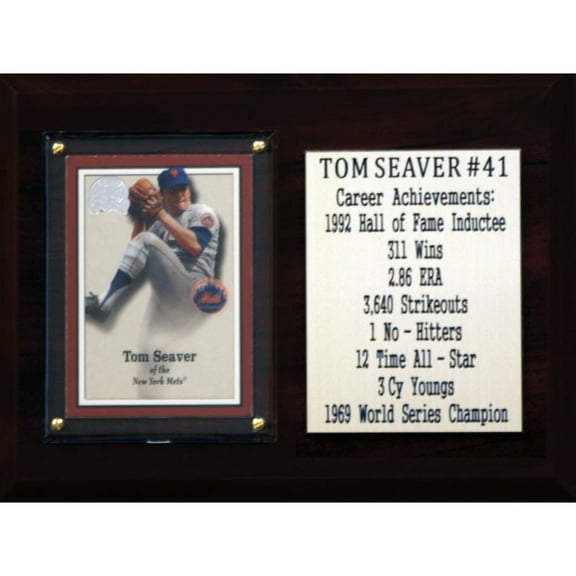 Tom Seaver
of the
New York Mets®
Mets
TOM SEAVER #41
Career Achievements:
1992 Hall of Fame Inductee
311 Wins
2.86 ERA
3,640 Strikeouts
1 No - Hitters
12 Time All - Star
3 Cy Youngs
1969 World Series Champion